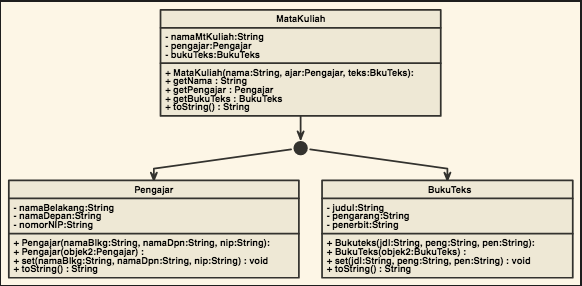 MataKuliah
- namaMtKuliah:String
- pengajar:Pengajar
- bukuTeks:BukuTeks
+ MataKuliah(nama:String, ajar:Pengajar, teks:BkuTeks):
+ getNama : String
+ getPengajar : Pengajar
+ getBukuTeks : BukuTeks
+ toString() : String
Pengajar
- namaBelakang:String
- namaDepan:String
- nomorNIP:String
+ Pengajar(namaBlkg:String, namaDpn:String, nip:String):
+ Pengajar(objek2:Pengajar) :
+ set(namaBlkg:String, namaDpn:String, nip:String) : void
+ toString() : String
BukuTeks
- judul:String
- pengarang:String
- penerbit:String
+ Bukuteks(jdl:String, peng:String, pen:String):
+ BukuTeks(objek2:BukuTeks) :
+ set(jdl:String, peng:String, pen:String) : void
+ toString() : String